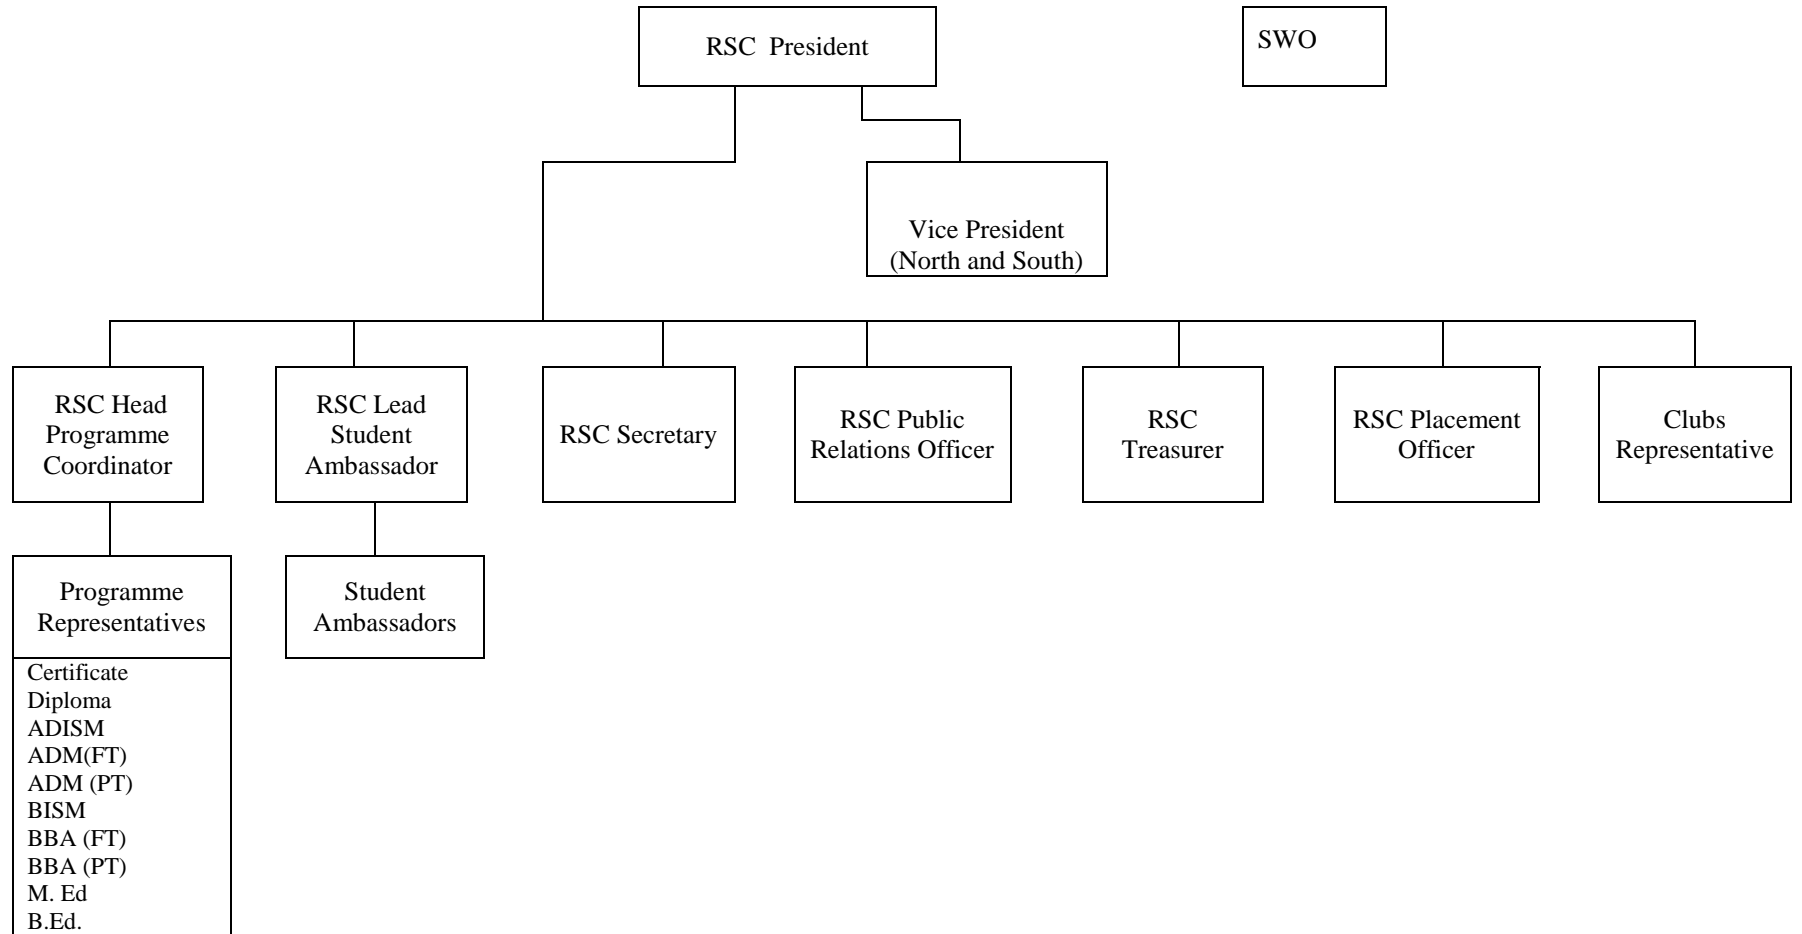 RSC President
SWO
Vice President
(North and South)
RSC Head
Programme
Coordinator
RSC Lead
Student
Ambassador
RSC Secretary
RSC Public
Relations Officer
RSC
Treasurer
RSC Placement
Officer
Clubs
Representative
Programme
Representatives
Student
Ambassadors
Certificate
Diploma
ADISM
ADM(FT)
ADM (PT)
BISM
BBA (FT)
BBA (PT)
M. Ed
B.Ed.